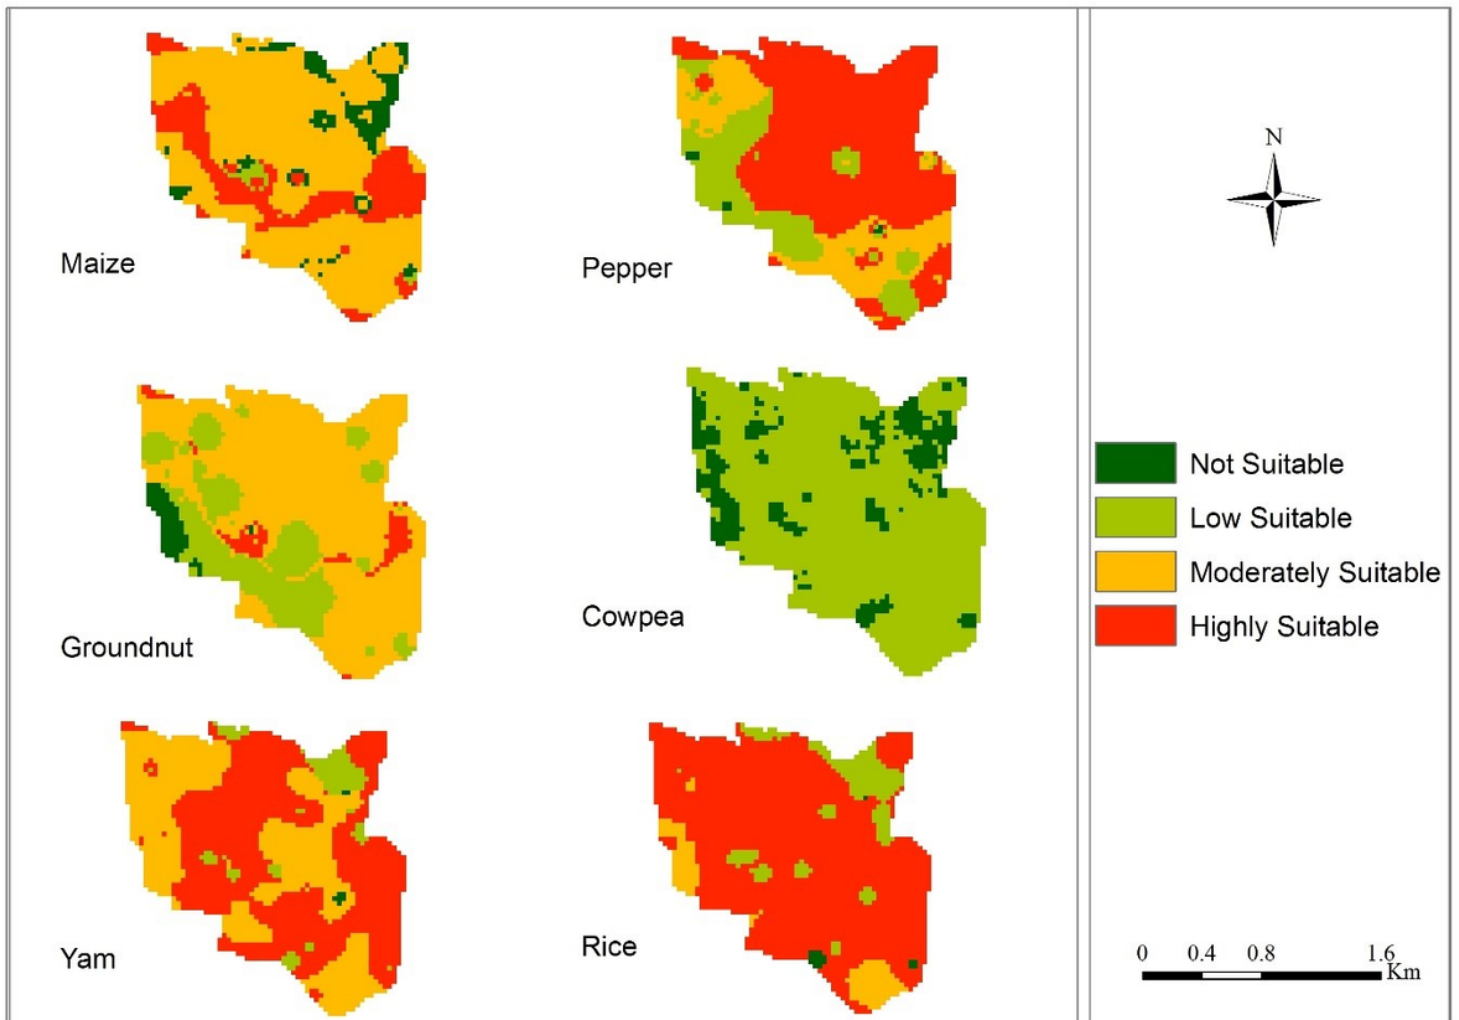 N
Maize
Pepper
Not Suitable
Low Suitable
Moderately Suitable
Highly Suitable
Groundnut
Cowpea
Yam
Rice
0 0.4 0.8 1.6
Km